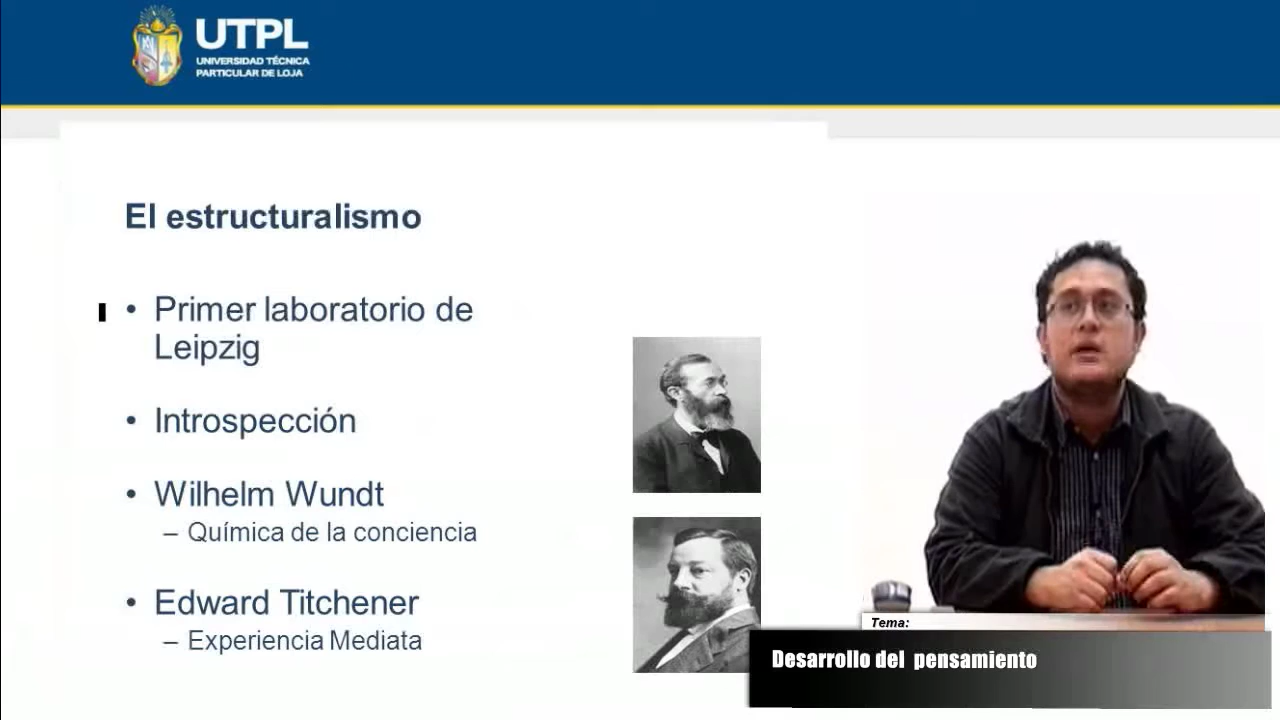 UTPL
UNIVERSIDAD TÉCNICA
PARTICULAR DE LOJA
El estructuralismo
• Primer laboratorio de
Leipzig
• Introspección
• Wilhelm Wundt
– Química de la conciencia
• Edward Titchener
– Experiencia Mediata
Tema:
Desarrollo del pensamiento